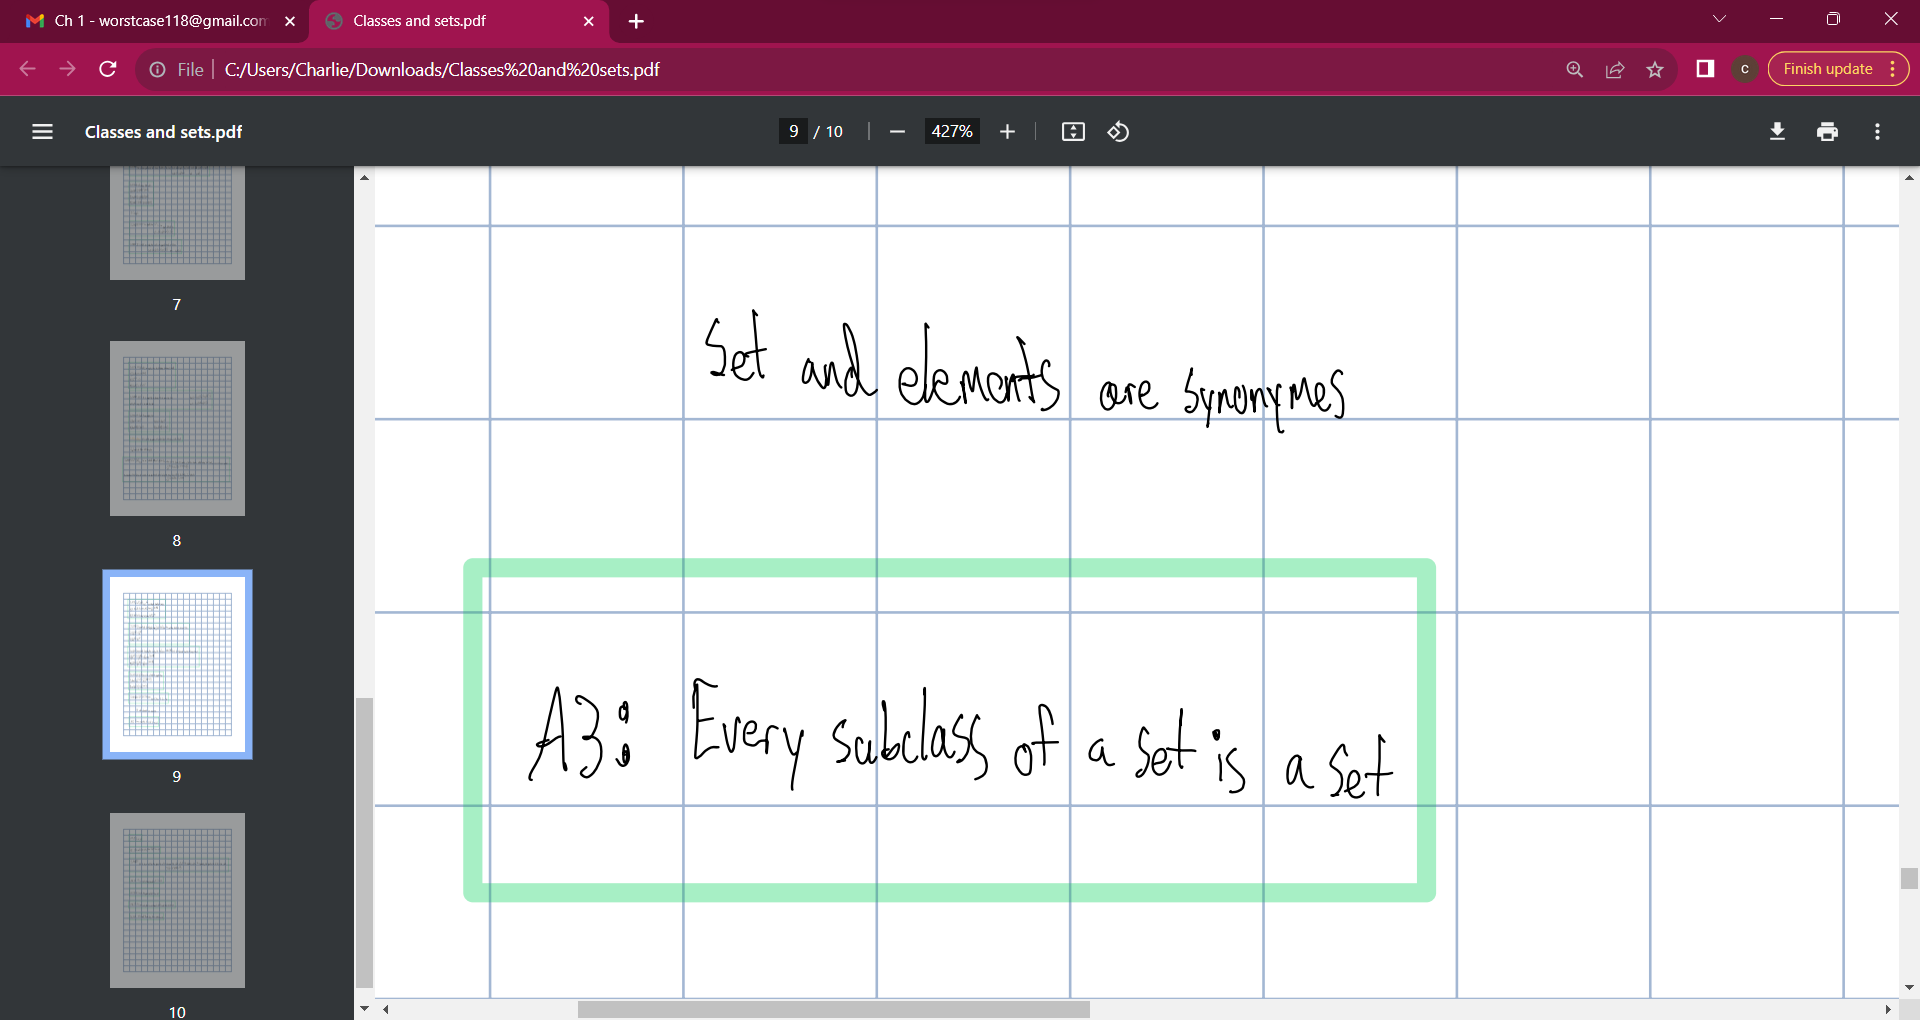 Ch 1 - worstcase118@gmail.com
Classes and sets.pdf
File
C:/Users/Charlie/Downloads/Classes%20and%20sets.pdf
C
Finish update
Classes and sets.pdf
9 / 10
427%
7
8
9
10
Set and elements are synonymes
A3: Every subclass of a set is a set